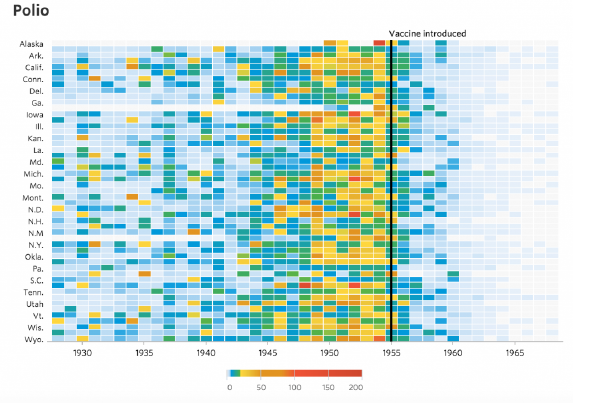 Polio
Vaccine introduced
Alaska
Ark.
Calif.
Conn.
Del.
Ga.
Iowa
Ill.
Kan.
La.
Md.
Mich.
Mo.
Mont.
N.D.
N.H.
N.M
N.Y.
Okla.
Pa.
S.C.
Tenn.
Utah
Vt.
Wis.
Wyo.
1930 1935 1940 1945 1950 1955 1960 1965
0 50 100 150 200